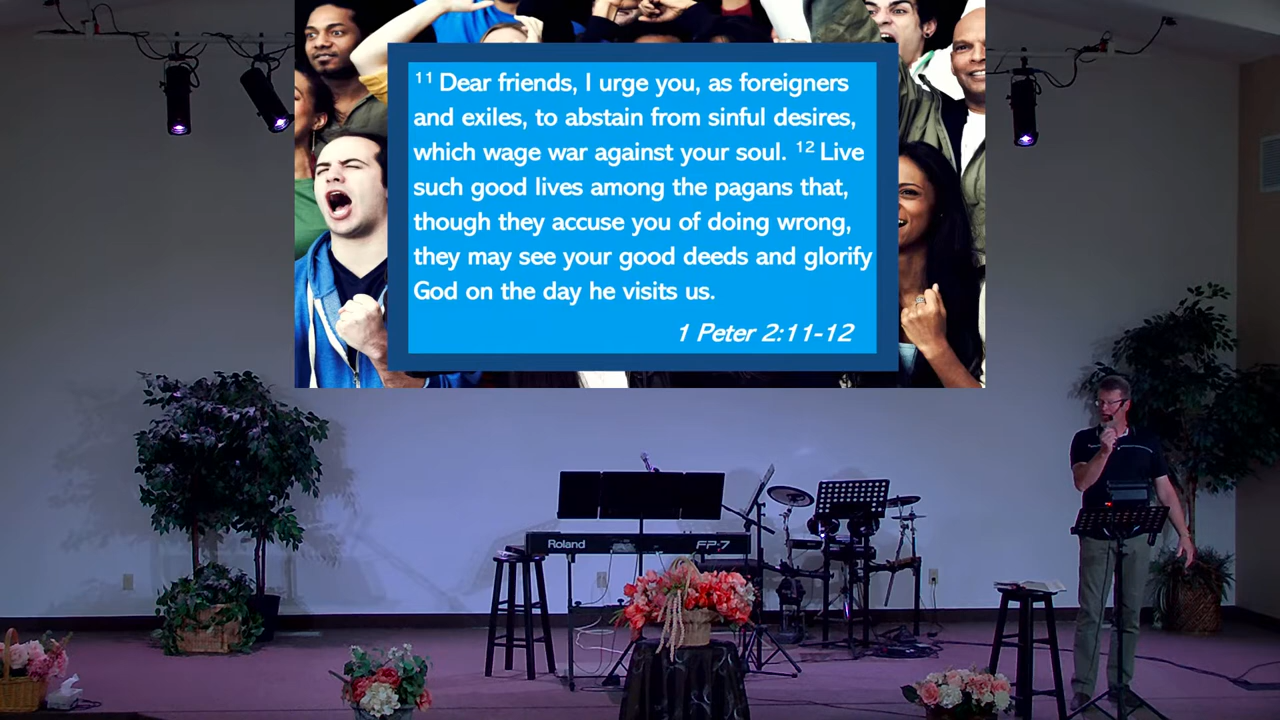 11 Dear friends, I urge you, as foreigners
and exiles, to abstain from sinful desires,
which wage war against your soul. 12 Live
such good lives among the pagans that,
though they accuse you of doing wrong,
they may see your good deeds and glorify
God on the day he visits us.
1 Peter 2:11-12
Roland
FP-7